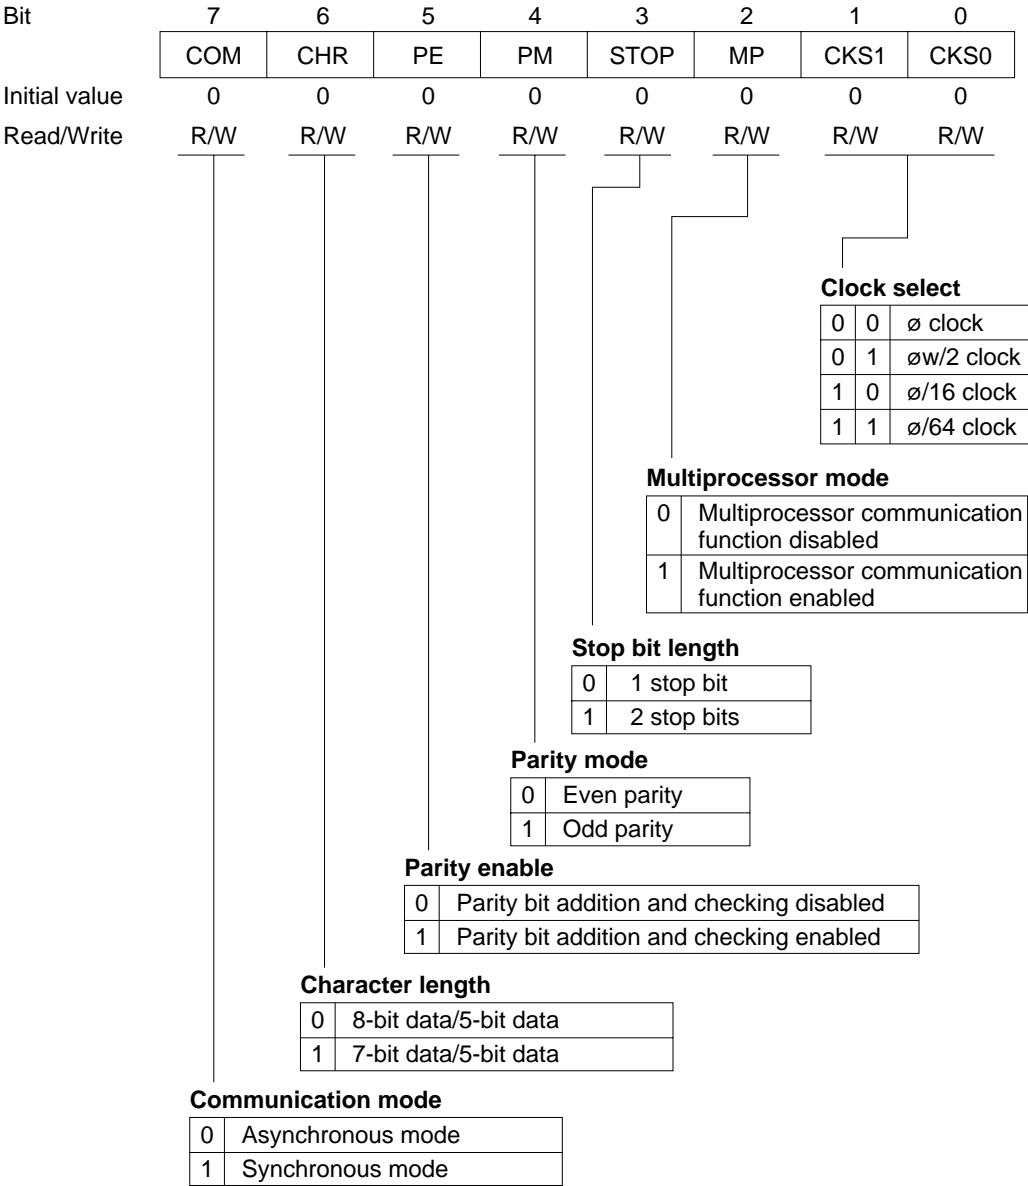 Bit 7 6 5 4 3 2 1 0
COM CHR PE PM STOP MP CKS1 CKS0
Initial value 0 0 0 0 0 0 0 0
Read/Write R/W R/W R/W R/W R/W R/W R/W R/W
Clock select
0 0 ø clock
0 1 øw/2 clock
1 0 ø/16 clock
1 1 ø/64 clock
Multiprocessor mode
0 Multiprocessor communication
function disabled
1 Multiprocessor communication
function enabled
Stop bit length
0 1 stop bit
1 2 stop bits
Parity mode
0 Even parity
1 Odd parity
Parity enable
0 Parity bit addition and checking disabled
1 Parity bit addition and checking enabled
Character length
0 8-bit data/5-bit data
1 7-bit data/5-bit data
Communication mode
0 Asynchronous mode
1 Synchronous mode